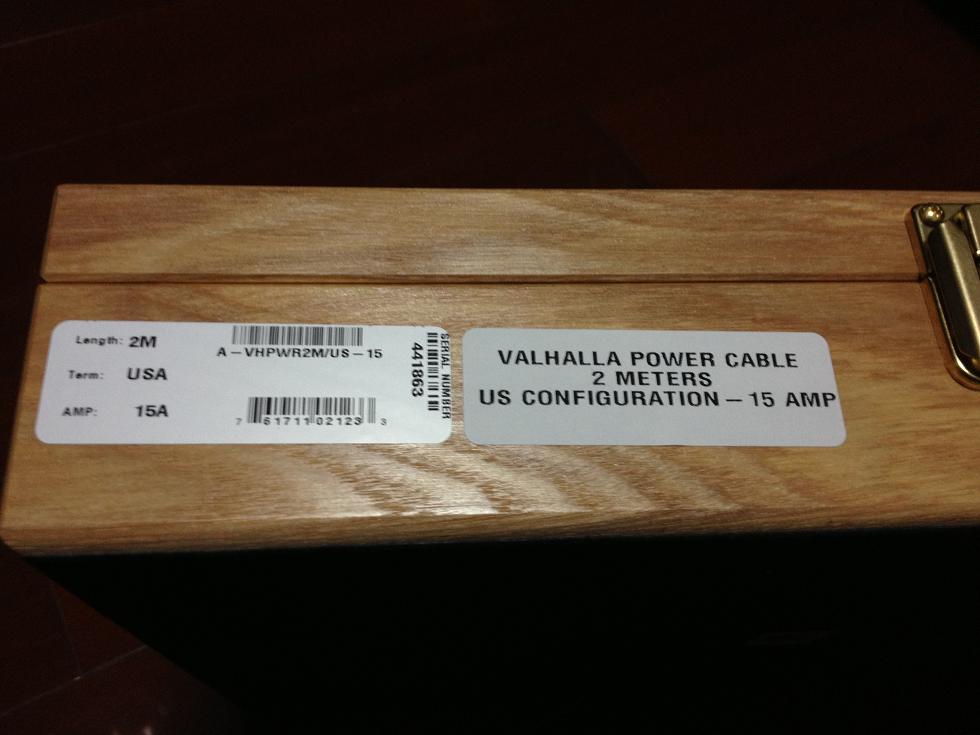 Length: 2M
A-VHPWR2M/US-15
Term: USA
AMP: 15A
7 61711 02123 3
SERIAL NUMBER
441863
VALHALLA POWER CABLE
2 METERS
US CONFIGURATION - 15 AMP